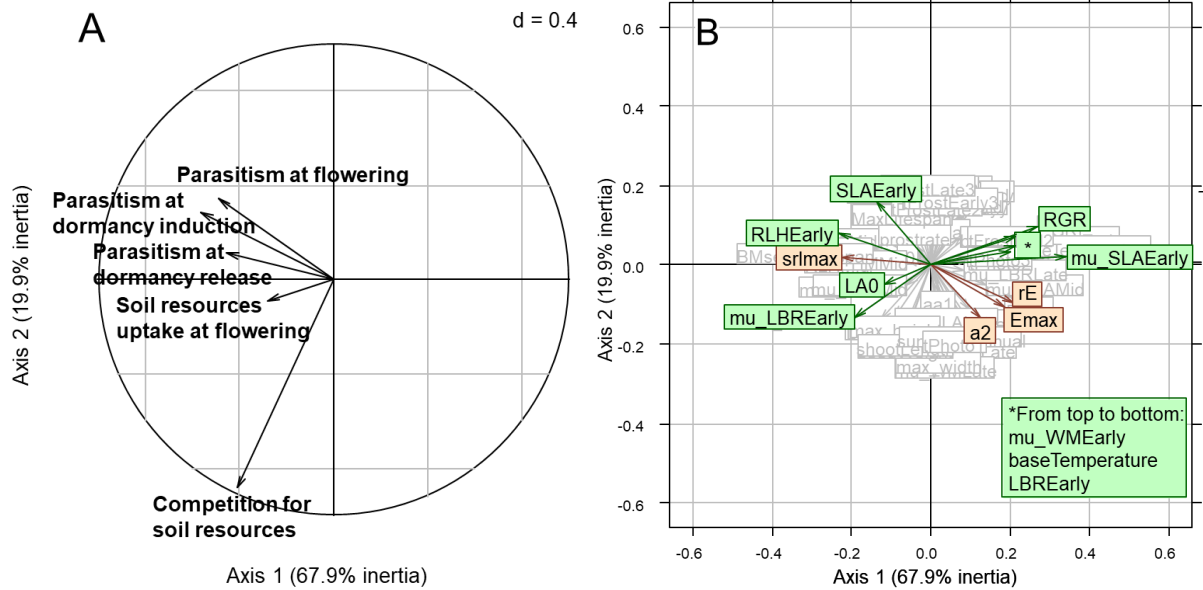 A
d = 0.4
Parasitism at flowering
Parasitism at
dormancy induction
Parasitism at
dormancy release
Soil resources
uptake at flowering
Competition for
soil resources
Axis 2 (19.9% inertia)
Axis 1 (67.9% inertia)
B
0.6
0.4
0.2
0.0
-0.2
-0.4
-0.6
SLAEarly
RGR
RLHEarly
*
srlmax
mu_SLAEarly
LA0
rE
mu_LBREarly
Emax
a2
max_width
*From top to bottom:
mu_WMEarly
baseTemperature
LBREarly
-0.6
-0.4
-0.2
0.0
0.2
0.4
0.6
Axis 2 (19.9% inertia)
Axis 1 (67.9% inertia)